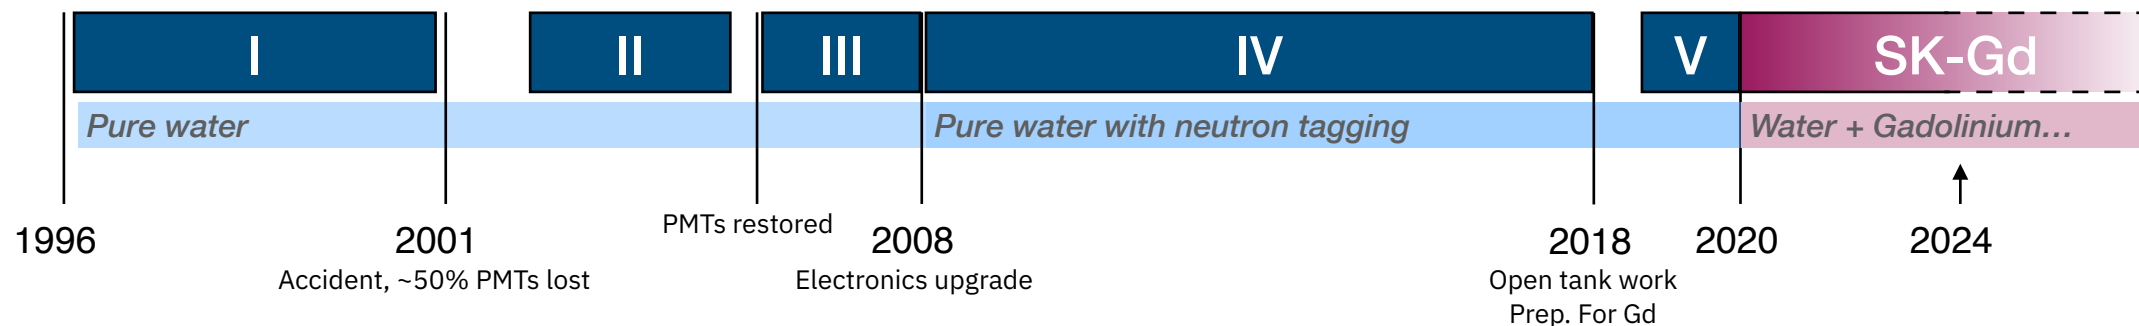 I
II
III
IV
V
SK-Gd
Pure water
Pure water with neutron tagging
Water + Gadolinium…
1996
2001
Accident, ~50% PMTs lost
PMTs restored
2008
Electronics upgrade
2018
Open tank work
Prep. For Gd
2020
2024